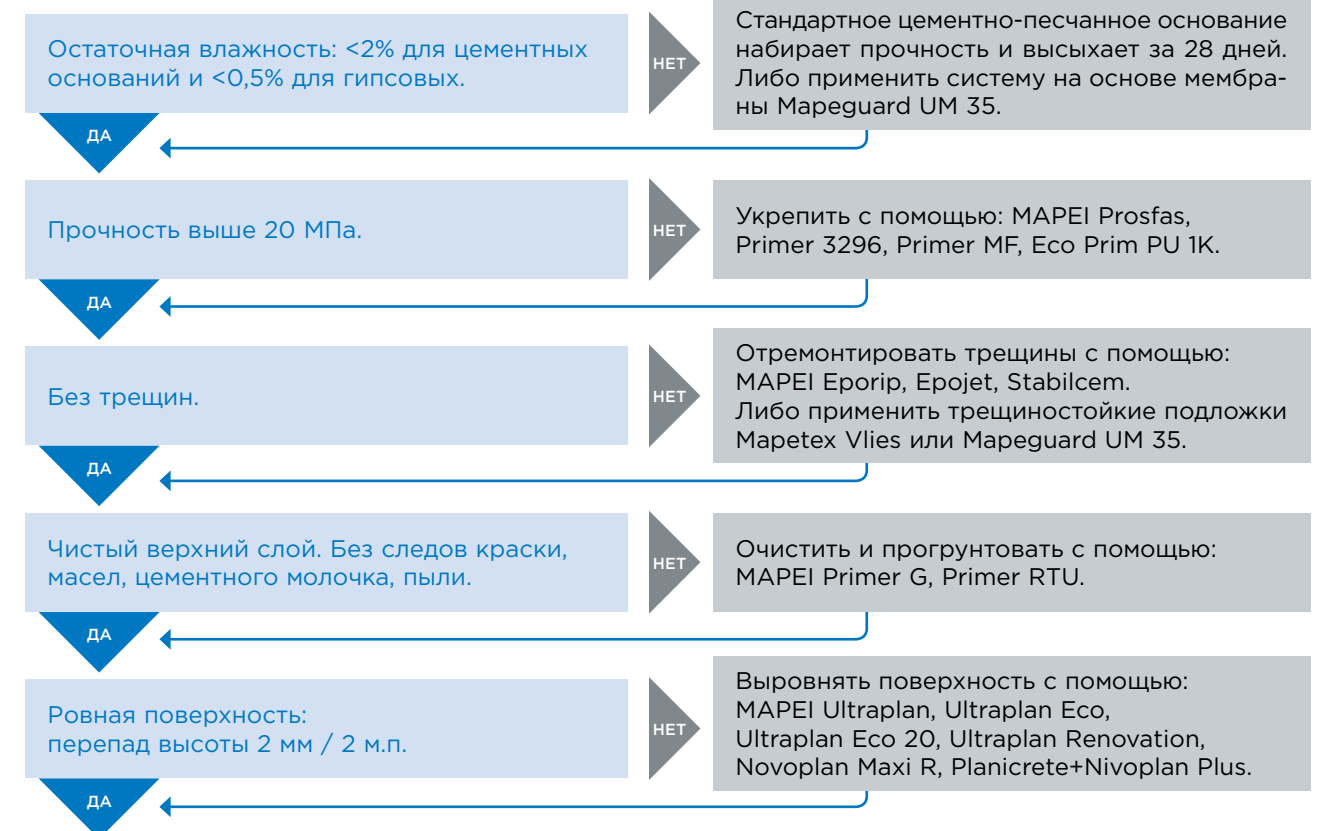 Остаточная влажность: <2% для цементных
оснований и <0,5% для гипсовых.
НЕТ
Стандартное цементно-песчанное основание
набирает прочность и высыхает за 28 дней.
Либо применить систему на основе мембра-
ны Mapeguard UM 35.
ДА
Прочность выше 20 МПа.
НЕТ
Укрепить с помощью: MAPEI Prosfas,
Primer 3296, Primer MF, Eco Prim PU 1K.
ДА
Без трещин.
НЕТ
Отремонтировать трещины с помощью:
MAPEI Eporip, Epojet, Stabilcem.
Либо применить трещиностойкие подложки
Mapetex Vlies или Mapeguard UM 35.
ДА
Чистый верхний слой. Без следов краски,
масел, цементного молочка, пыли.
НЕТ
Очистить и прогрунтовать с помощью:
MAPEI Primer G, Primer RTU.
ДА
Ровная поверхность:
перепад высоты 2 мм / 2 м.п.
НЕТ
Выровнять поверхность с помощью:
MAPEI Ultraplan, Ultraplan Eco,
Ultraplan Eco 20, Ultraplan Renovation,
Novoplan Maxi R, Planicrete+Nivoplan Plus.
ДА